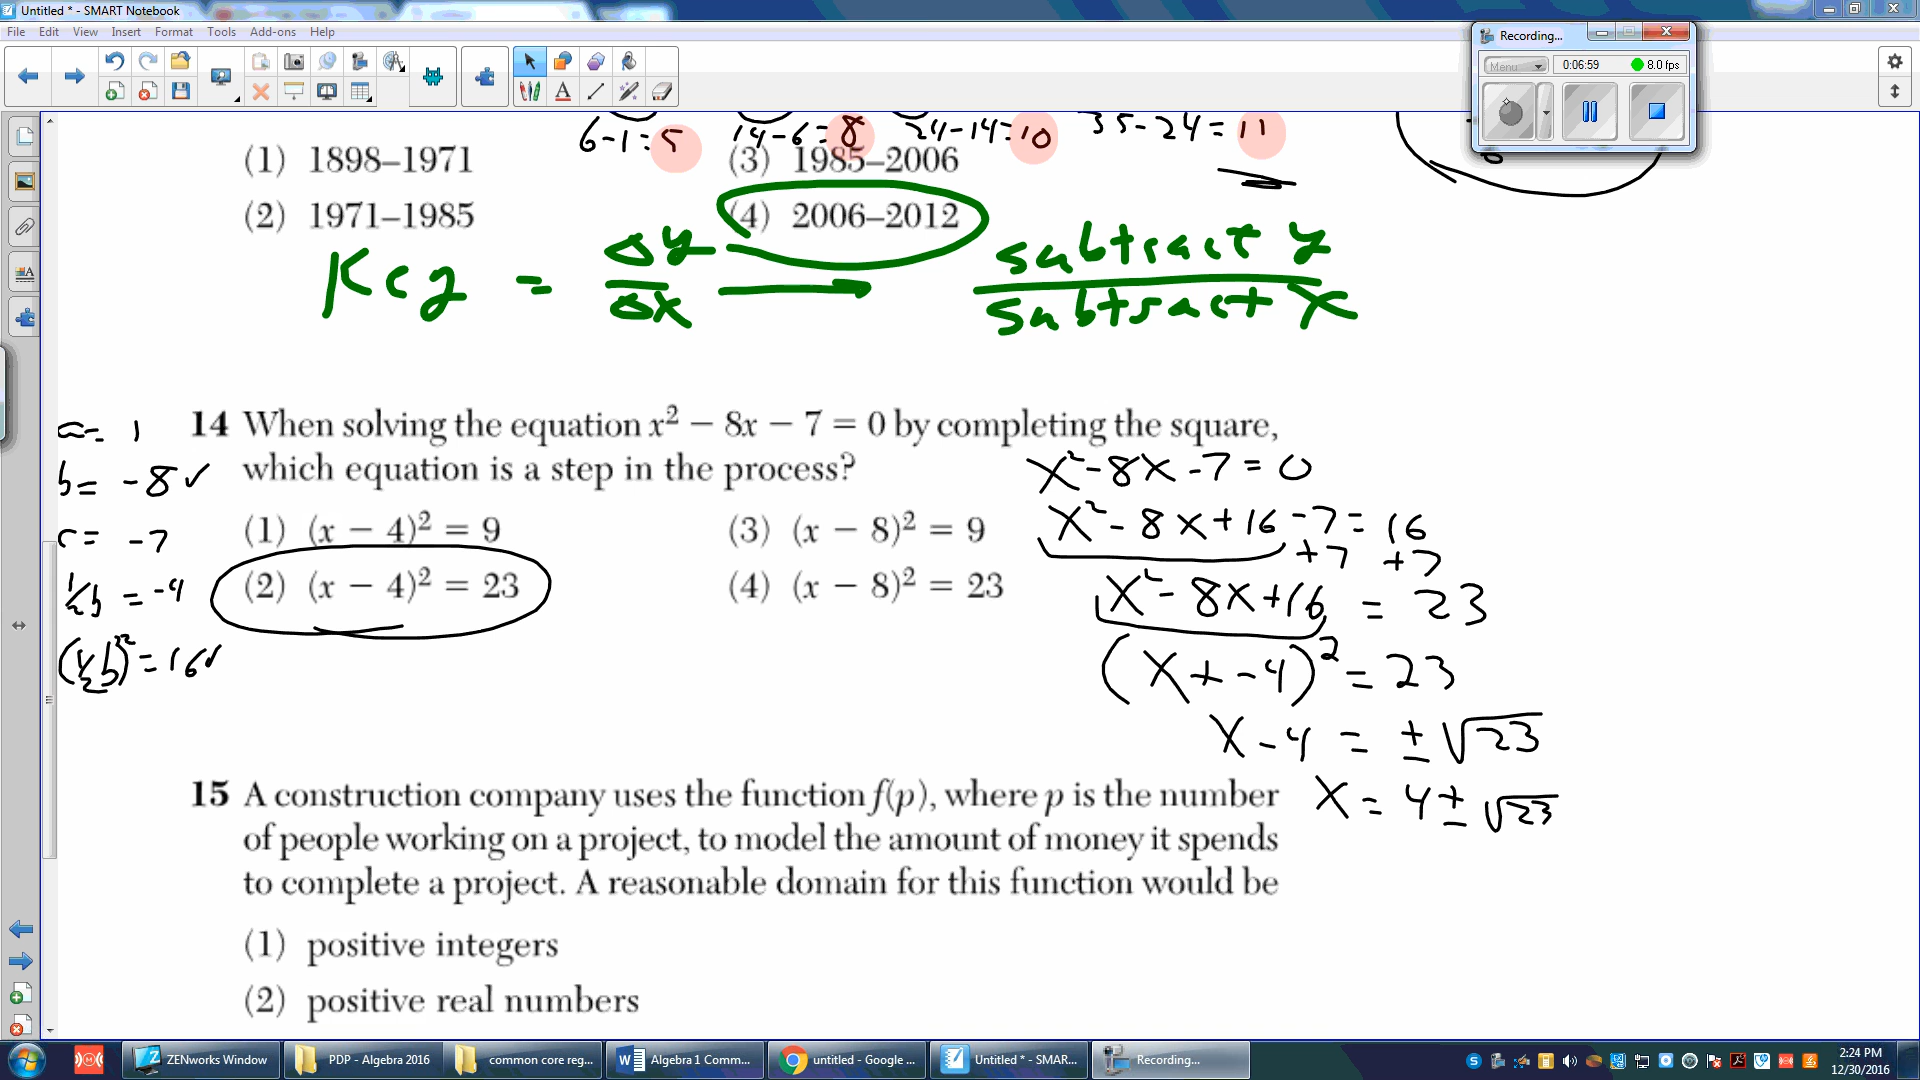 Untitled * - SMART Notebook
File Edit View Insert Format Tools Add-ons Help
Recording...
Menu 0:06:59 8.0 fps
6-1=5 14-6=8 24-14=10 35-24=11
(1) 1898–1971 (3) 1985–2006
(2) 1971–1985 (4) 2006–2012
Key = Δy/Δx → subtract y / subtract x
a= 1
b= -8 ✓
c= -7
1/2 b = -4
(1/2 b)² = 16 ✓
14 When solving the equation x² − 8x − 7 = 0 by completing the square,
which equation is a step in the process?
(1) (x − 4)² = 9 (3) (x − 8)² = 9
(2) (x − 4)² = 23 (4) (x − 8)² = 23
x²-8x-7=0
x²-8x+16-7=16
+7 +7
x²-8x+16 = 23
(x+-4)² = 23
x-4 = ±√23
x = 4±√23
15 A construction company uses the function f(p), where p is the number
of people working on a project, to model the amount of money it spends
to complete a project. A reasonable domain for this function would be
(1) positive integers
(2) positive real numbers
ZENworks Window PDP - Algebra 2016 common core reg... Algebra 1 Comm... untitled - Google ... Untitled * - SMAR... Recording...
2:24 PM
12/30/2016